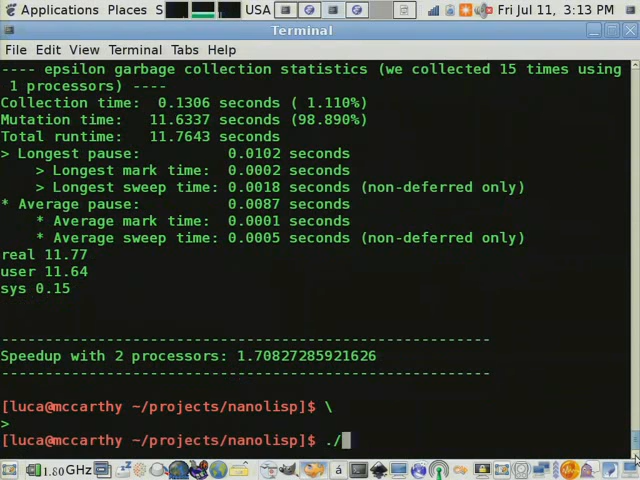 Applications Places S USA Fri Jul 11, 3:13 PM
Terminal
File Edit View Terminal Tabs Help
---- epsilon garbage collection statistics (we collected 15 times using
1 processors) ----
Collection time:  0.1306 seconds ( 1.110%)
Mutation time:   11.6337 seconds (98.890%)
Total runtime:   11.7643 seconds
> Longest pause:          0.0102 seconds
    > Longest mark time:  0.0002 seconds
    > Longest sweep time: 0.0018 seconds (non-deferred only)
* Average pause:          0.0087 seconds
    * Average mark time:  0.0001 seconds
    * Average sweep time: 0.0005 seconds (non-deferred only)
real 11.77
user 11.64
sys 0.15
----------------------------------------------------------
Speedup with 2 processors: 1.70827285921626
----------------------------------------------------------
[luca@mccarthy ~/projects/nanolisp]$ \
>
[luca@mccarthy ~/projects/nanolisp]$ ./
1.80GHz á